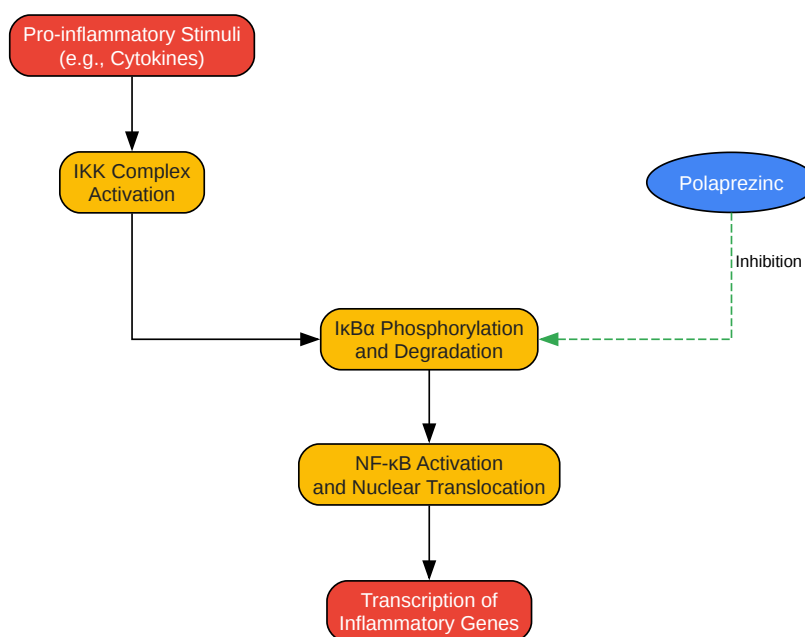 Pro-inflammatory Stimuli
(e.g., Cytokines)
IKK Complex
Activation
Polaprezinc
Inhibition
IκBα Phosphorylation
and Degradation
NF-κB Activation
and Nuclear Translocation
Transcription of
Inflammatory Genes